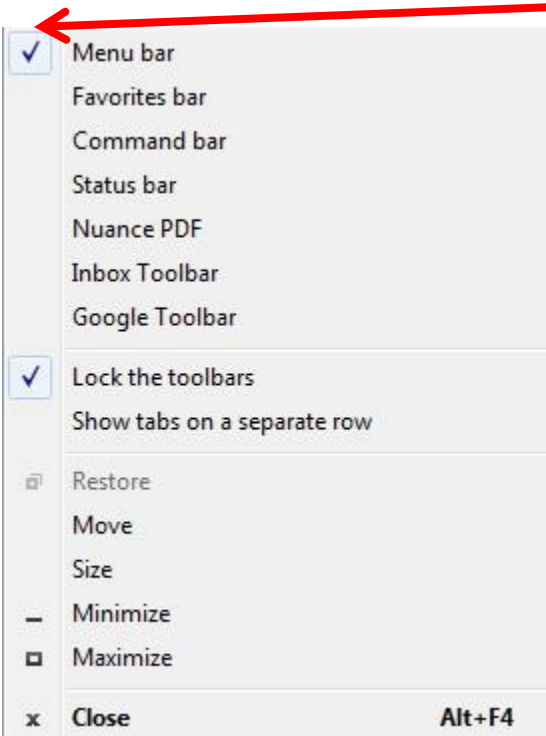 Menu bar
Favorites bar
Command bar
Status bar
Nuance PDF
Inbox Toolbar
Google Toolbar
Lock the toolbars
Show tabs on a separate row
Restore
Move
Size
Minimize
Maximize
Close Alt+F4